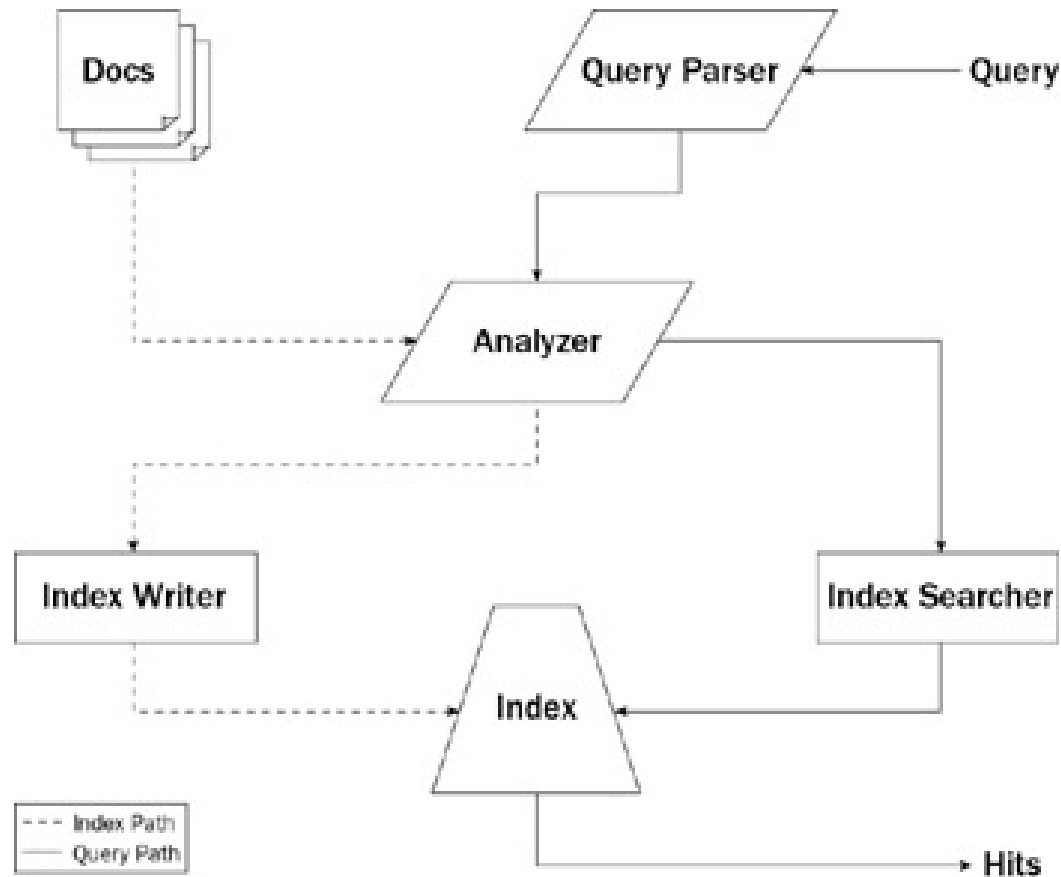 Docs
Query Parser
Query
Analyzer
Index Writer
Index Searcher
Index
Index Path
Query Path
Hits